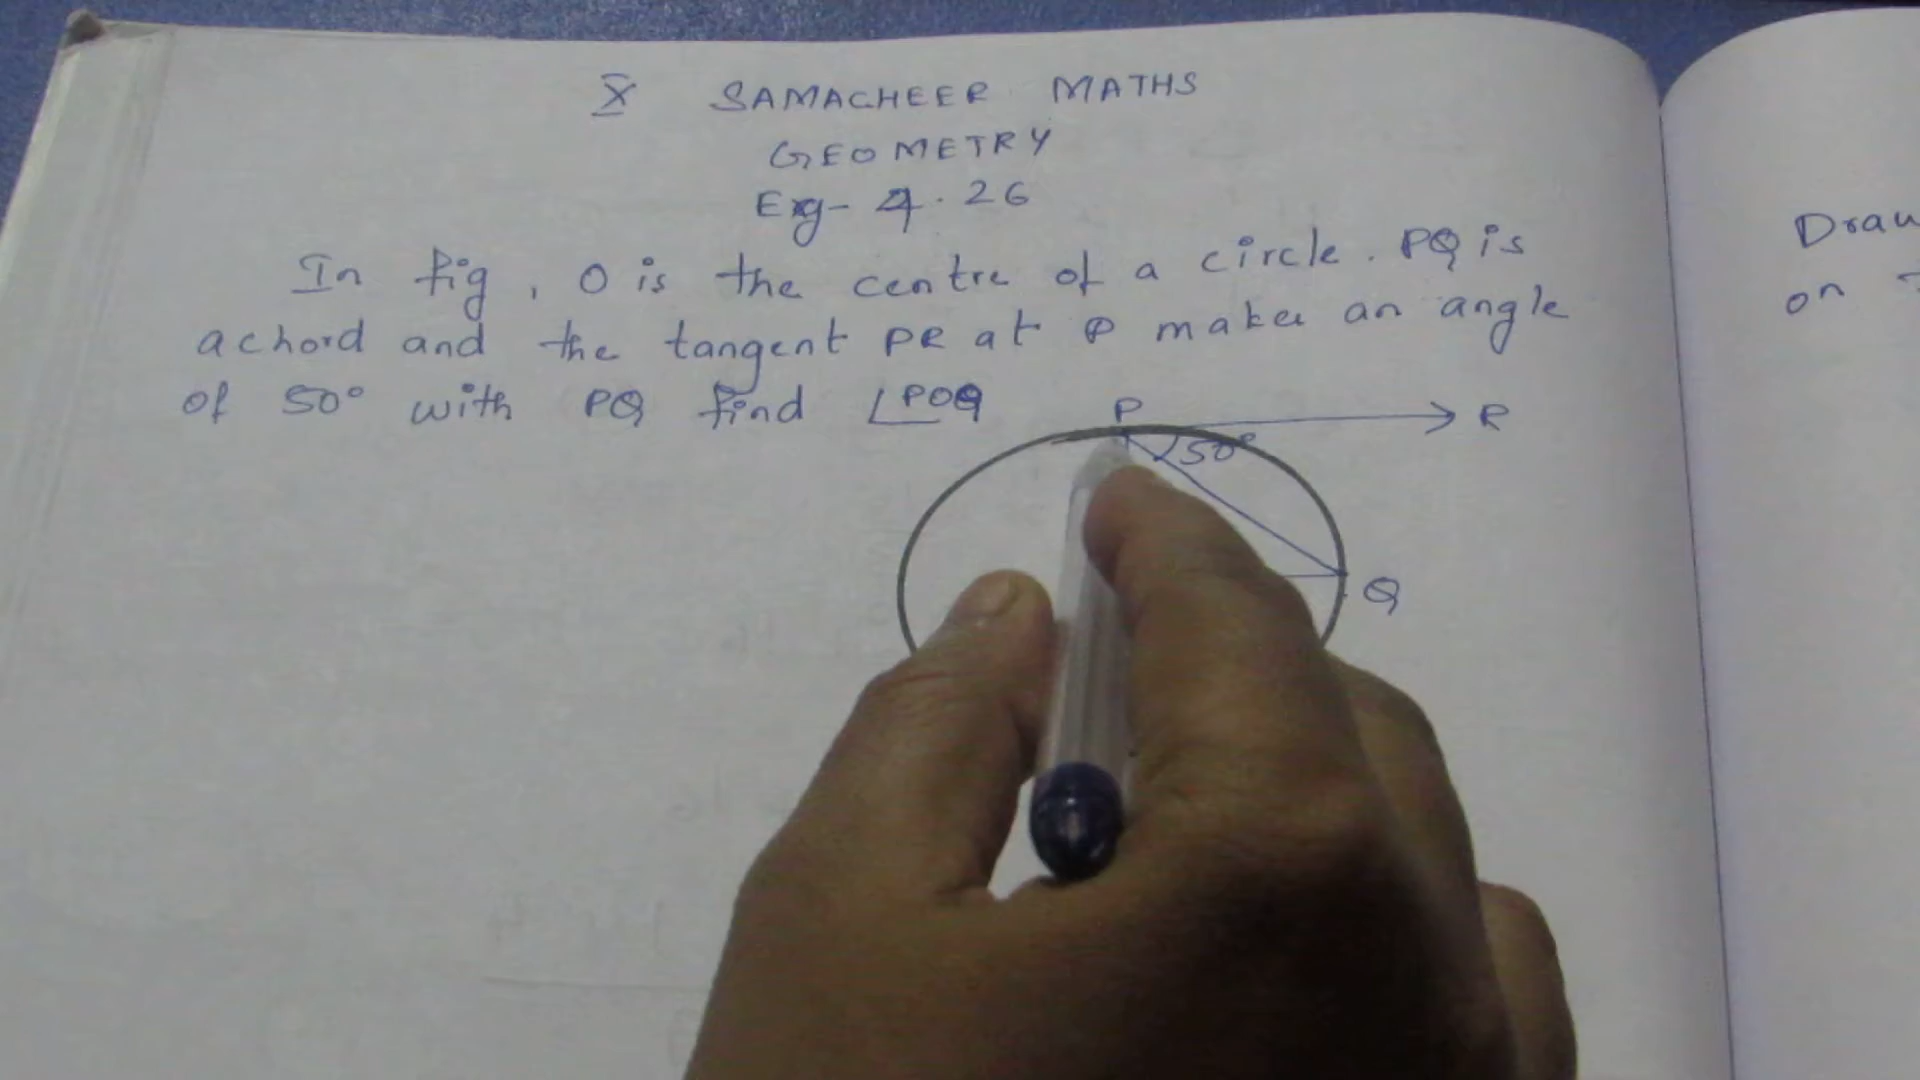 X SAMACHEER MATHS
GEOMETRY
Eg- 4.26
In fig, O is the centre of a circle. PQ is
a chord and the tangent PR at P makes an angle
of 50° with PQ find ∠POQ
P
R
50°
Q
Draw
on